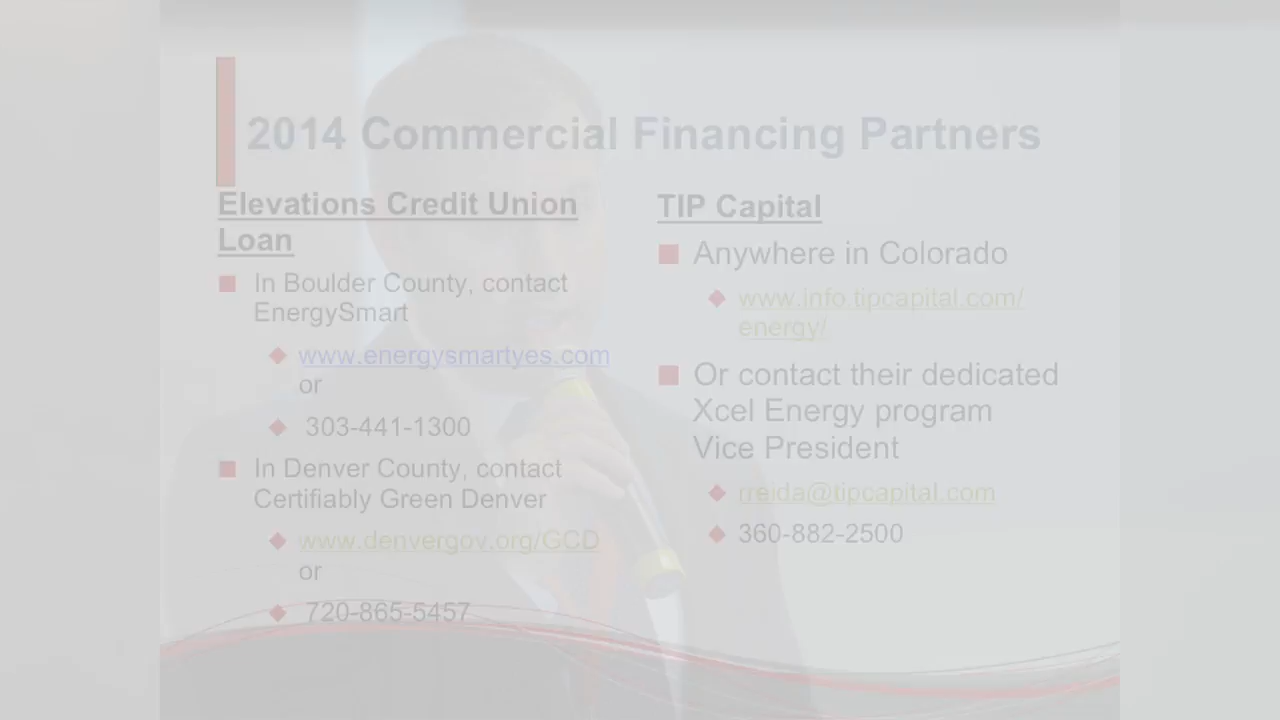 2014 Commercial Financing Partners
Elevations Credit Union
Loan
In Boulder County, contact
EnergySmart
www.energysmartyes.com
or
303-441-1300
In Denver County, contact
Certifiably Green Denver
www.denvergov.org/GCD
or
720-865-5457
TIP Capital
Anywhere in Colorado
www.info.tipcapital.com/
energy/
Or contact their dedicated
Xcel Energy program
Vice President
rreida@tipcapital.com
360-882-2500